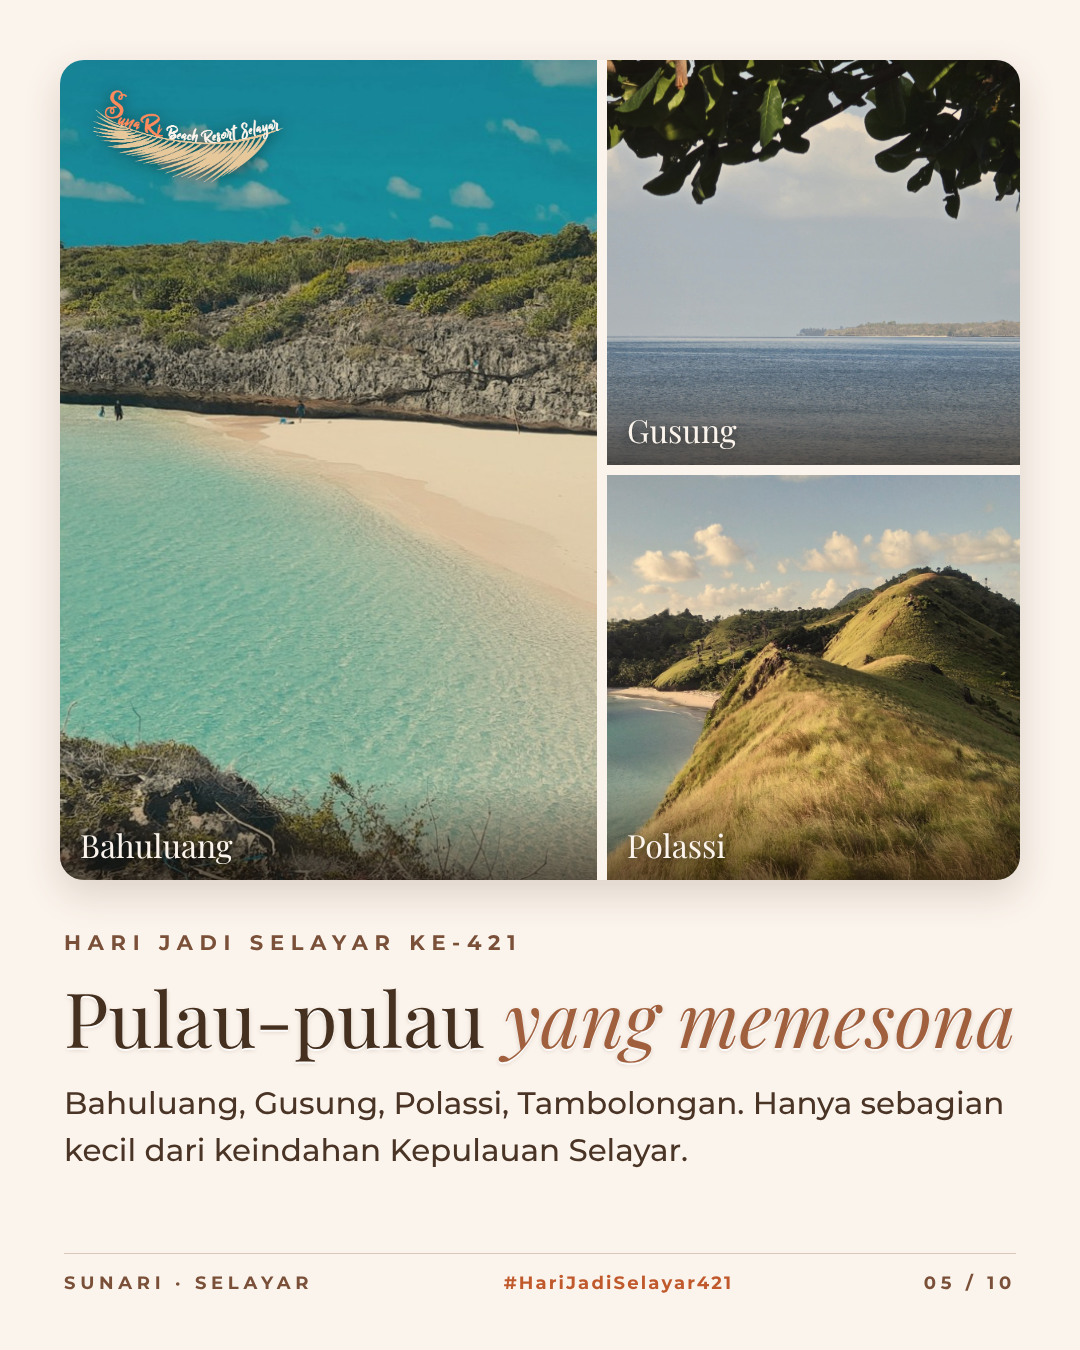 SunaRi Beach Resort Selayar
Gusung
Bahuluang
Polassi
HARI JADI SELAYAR KE-421
Pulau-pulau yang memesona
Bahuluang, Gusung, Polassi, Tambolongan. Hanya sebagian
kecil dari keindahan Kepulauan Selayar.
SUNARI · SELAYAR
#HariJadiSelayar421
05 / 10